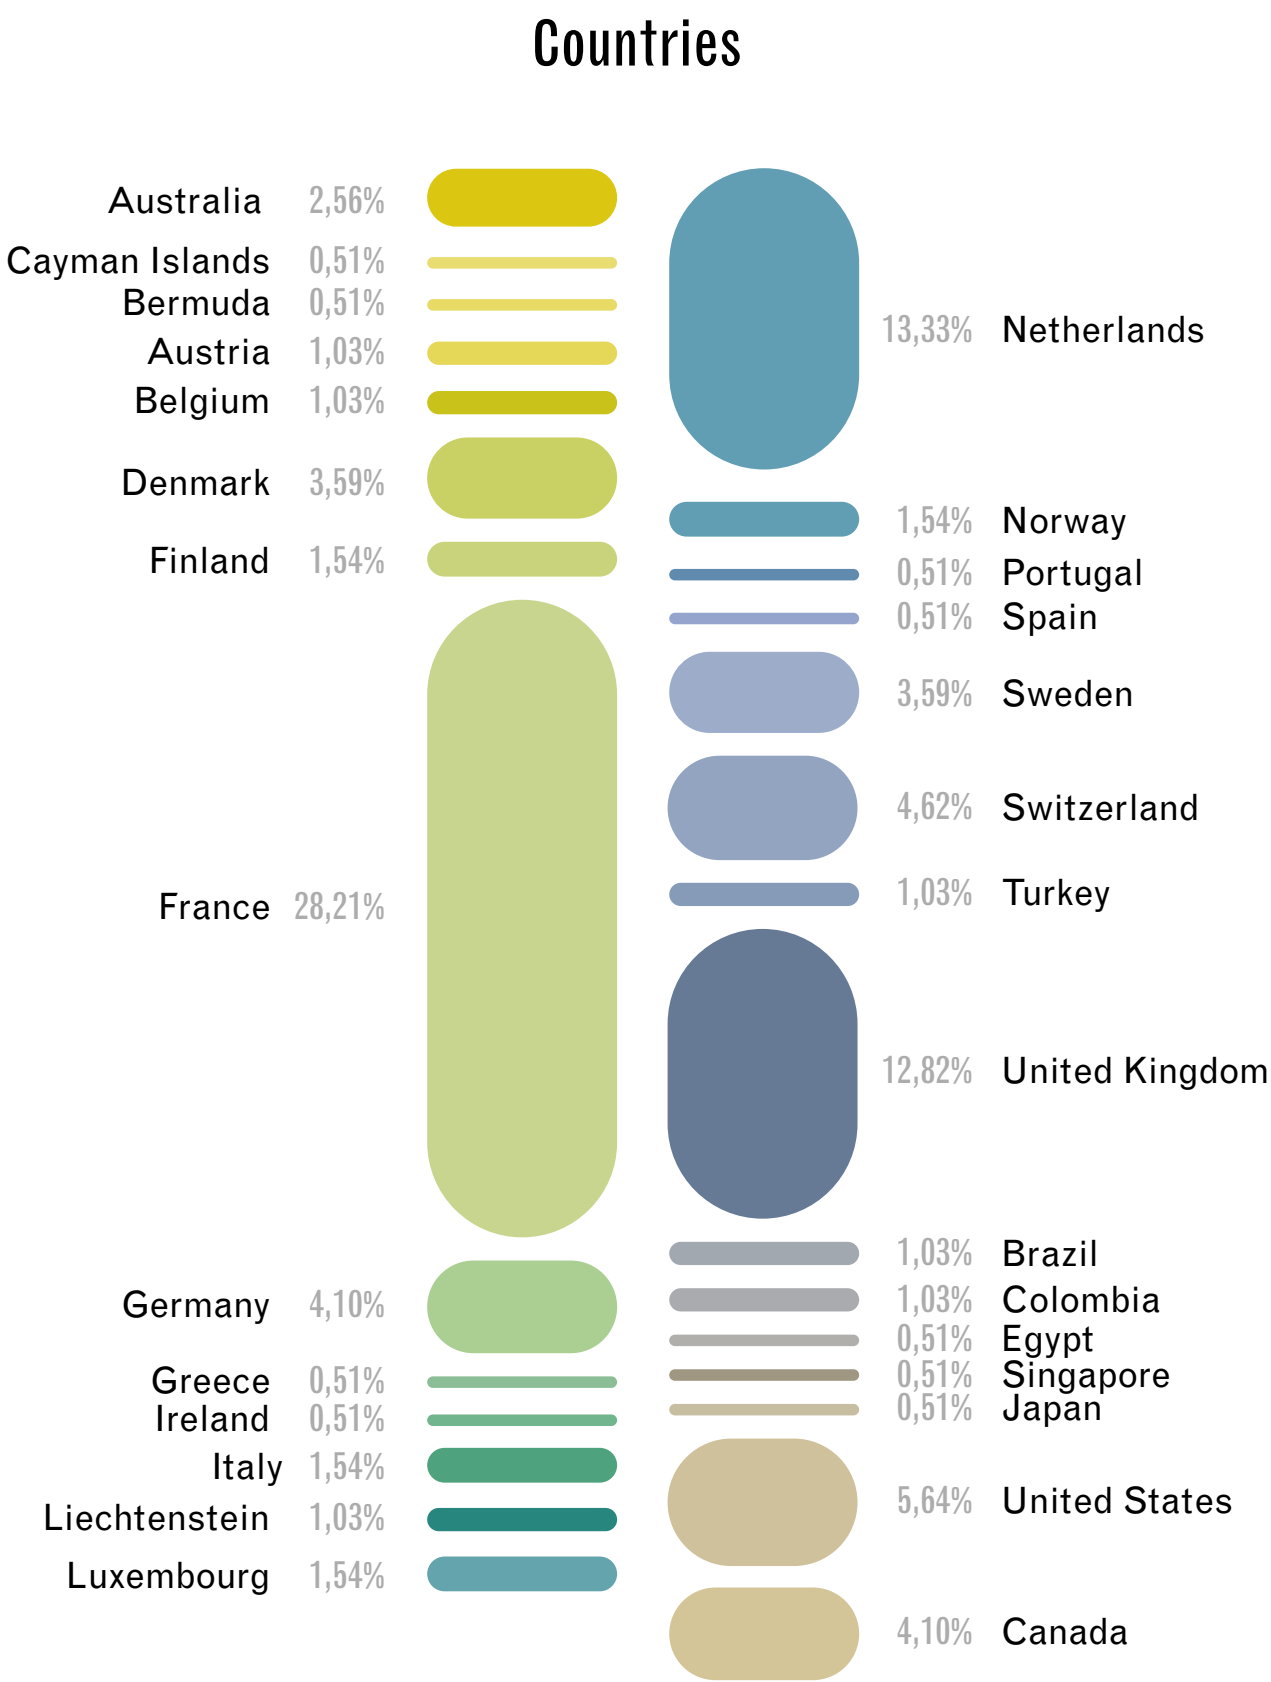 Countries
Australia 2,56%
Cayman Islands 0,51%
Bermuda 0,51%
Austria 1,03%
Belgium 1,03%
Denmark 3,59%
Finland 1,54%
France 28,21%
Germany 4,10%
Greece 0,51%
Ireland 0,51%
Italy 1,54%
Liechtenstein 1,03%
Luxembourg 1,54%
13,33% Netherlands
1,54% Norway
0,51% Portugal
0,51% Spain
3,59% Sweden
4,62% Switzerland
1,03% Turkey
12,82% United Kingdom
1,03% Brazil
1,03% Colombia
0,51% Egypt
0,51% Singapore
0,51% Japan
5,64% United States
4,10% Canada